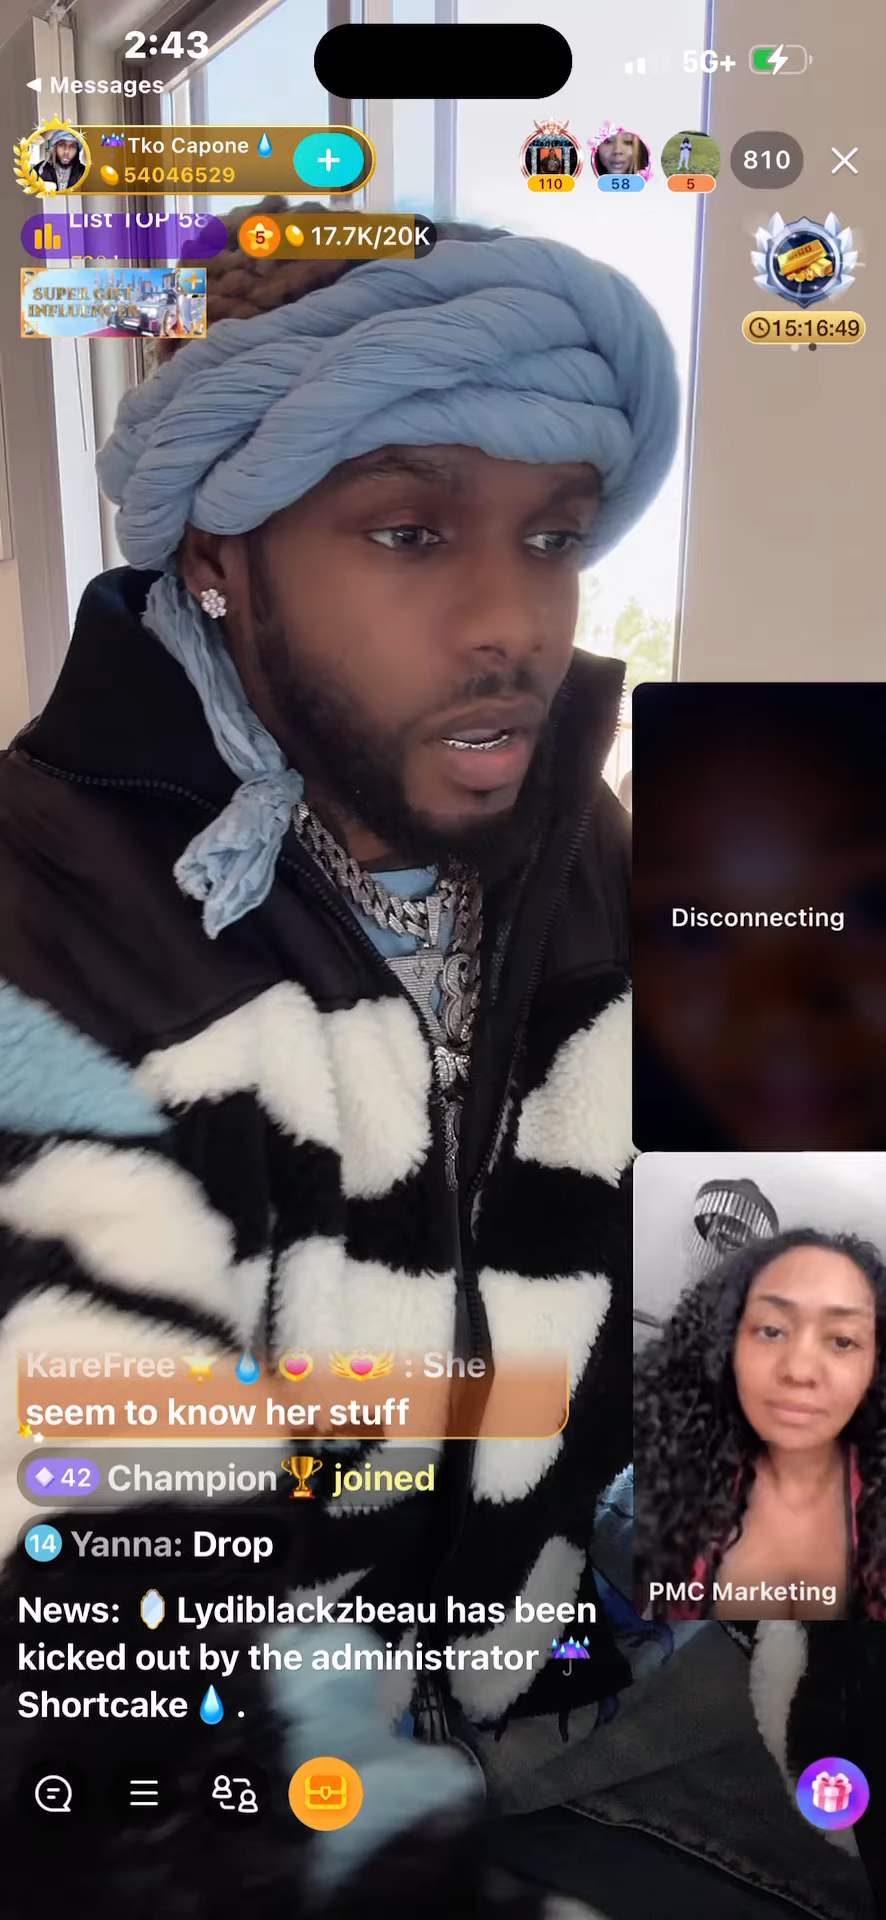 2:43
5G+
Messages
Tko Capone
54046529
110
58
5
810
List TOP 58
5
17.7K/20K
SUPER GIFT
INFLUENCER
15:16:49
Disconnecting
PMC Marketing
KareFree : She
seem to know her stuff
42 Champion joined
14 Yanna: Drop
News: Lydiblackzbeau has been
kicked out by the administrator
Shortcake .